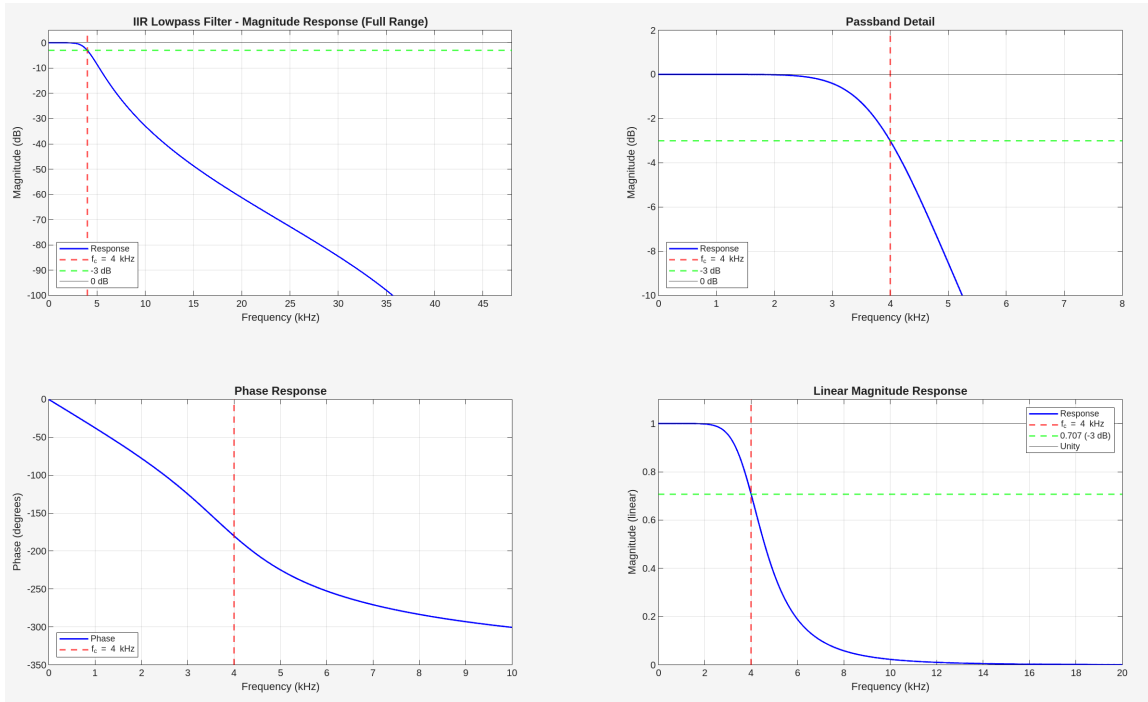 IIR Lowpass Filter - Magnitude Response (Full Range)
0
-10
-20
-30
-40
-50
-60
-70
-80
-90
-100
Magnitude (dB)
Response
f_c = 4 kHz
-3 dB
0 dB
0 5 10 15 20 25 30 35 40 45
Frequency (kHz)
Passband Detail
2
0
-2
-4
-6
-8
-10
Magnitude (dB)
Response
f_c = 4 kHz
-3 dB
0 dB
0 1 2 3 4 5 6 7 8
Frequency (kHz)
Phase Response
0
-50
-100
-150
-200
-250
-300
-350
Phase (degrees)
Phase
f_c = 4 kHz
0 1 2 3 4 5 6 7 8 9 10
Frequency (kHz)
Linear Magnitude Response
Response
f_c = 4 kHz
0.707 (-3 dB)
Unity
1
0.8
0.6
0.4
0.2
0
Magnitude (linear)
0 2 4 6 8 10 12 14 16 18 20
Frequency (kHz)